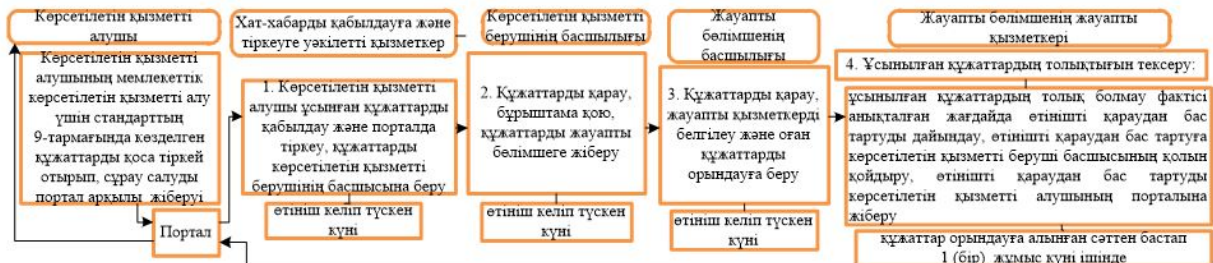 Көрсетілетін қызметті
алушы
Хат-хабарды қабылдауға және
тіркеуге уәкілетті қызметкер
Көрсетілетін қызметті
берушінің басшылығы
Жауапты
бөлімшенің
басшылығы
Жауапты бөлімшенің жауапты
қызметкері
Көрсетілетін қызметті
алушының мемлекеттік
көрсетілетін қызметті алу
үшін стандарттың
9-тармағында көзделген
құжаттарды қоса тіркей
отырып, сұрау салуды
портал арқылы жіберуі
Портал
1. Көрсетілетін қызметті
алушы ұсынған құжаттарды
қабылдау және порталда
тіркеу, құжаттарды
көрсетілетін қызметті
берушінің басшысына беру
өтініш келіп түскен
күні
2. Құжаттарды қарау,
бұрыштама қою,
құжаттарды жауапты
бөлімшеге жіберу
өтініш келіп түскен
күні
3. Құжаттарды қарау,
жауапты қызметкерді
белгілеу және оған
құжаттарды
орындауға беру
өтініш келіп түскен
күні
4. Ұсынылған құжаттардың толықтығын тексеру:
ұсынылған құжаттардың толық болмау фактісі
анықталған жағдайда өтінішті қараудан бас
тартуды дайындау, өтінішті қараудан бас тартуға
көрсетілетін қызметті беруші басшысының қолын
қойдыру, өтінішті қараудан бас тартуды
көрсетілетін қызметті алушының порталына
жіберу
құжаттар орындауға алынған сәттен бастап
1 (бір) жұмыс күні ішінде